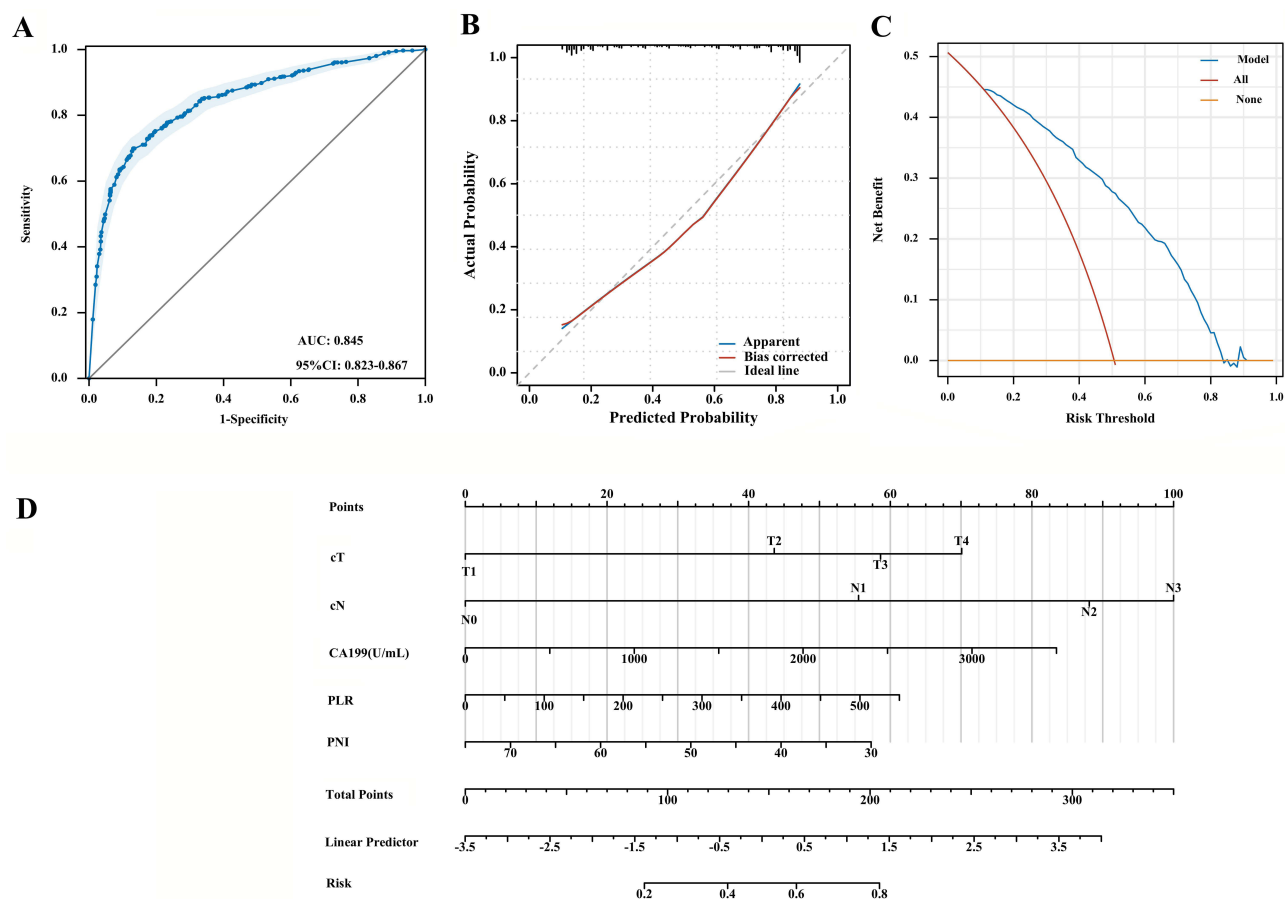 A
1.0
0.8
0.6
0.4
0.2
0.0
Sensitivity
AUC: 0.845
95%CI: 0.823-0.867
0.0 0.2 0.4 0.6 0.8 1.0
1-Specificity
B
1.0
0.8
0.6
0.4
0.2
0.0
Actual Probability
Apparent
Bias corrected
Ideal line
0.0 0.2 0.4 0.6 0.8 1.0
Predicted Probability
C
0.5
0.4
0.3
0.2
0.1
0.0
Net Benefit
Model
All
None
0.0 0.2 0.4 0.6 0.8 1.0
Risk Threshold
D
0 20 40 60 80 100
Points
T2 T4
cT
T1 T3
N1 N3
cN
N0 N2
CA199(U/mL)
0 1000 2000 3000
PLR
0 100 200 300 400 500
PNI
70 60 50 40 30
Total Points
0 100 200 300
Linear Predictor
-3.5 -2.5 -1.5 -0.5 0.5 1.5 2.5 3.5
Risk
0.2 0.4 0.6 0.8